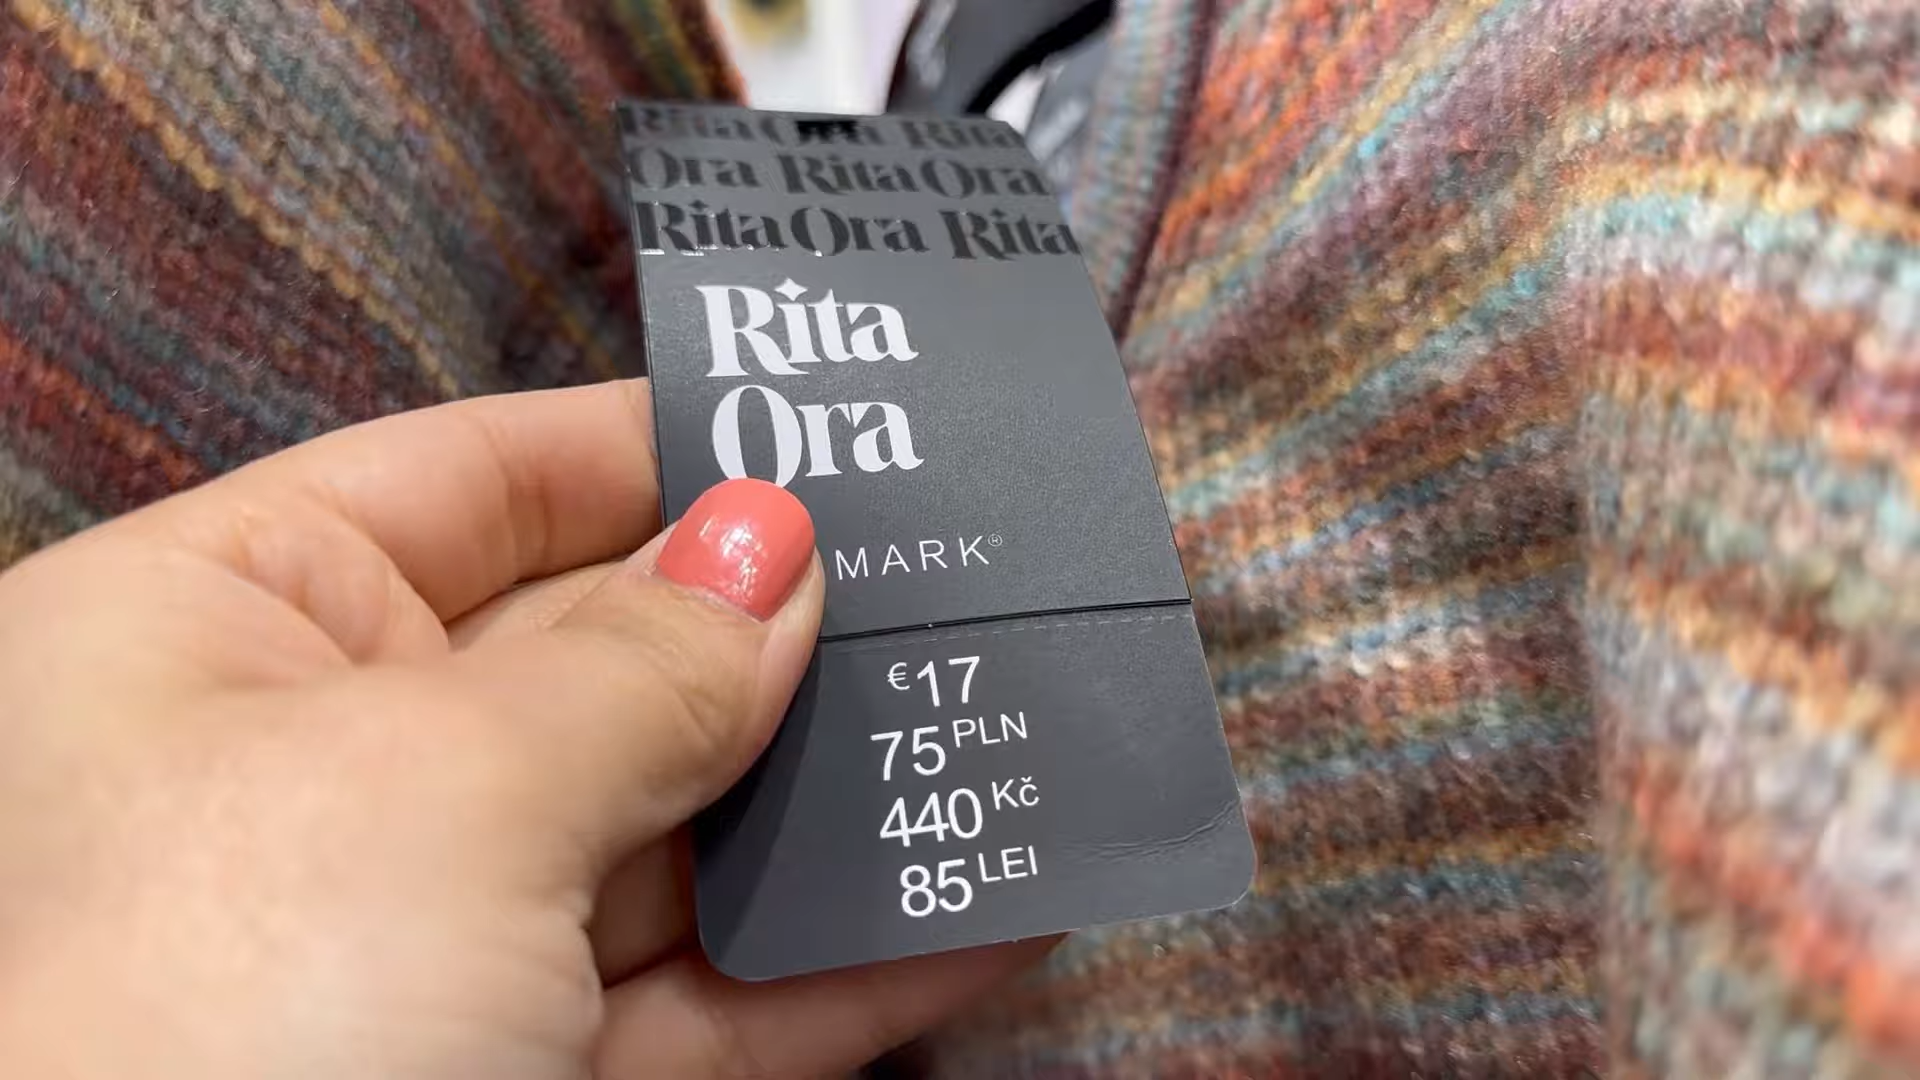 Rita Ora Rita
Ora Rita Ora
Rita Ora Rita
Rita
Ora
MARK®
€17
75 PLN
440 Kč
85 LEI